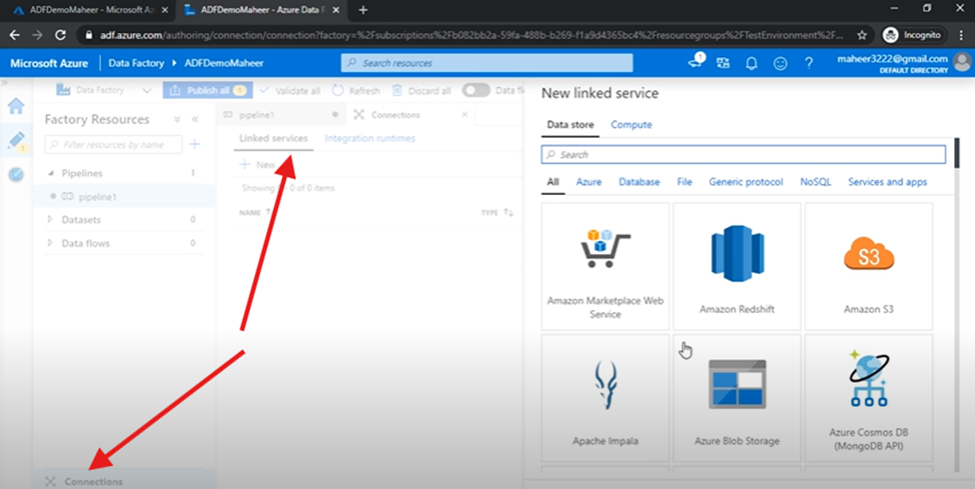 ADFDemoMaheer - Microsoft Az
ADFDemoMaheer - Azure Data F
adf.azure.com/authoring/connection/connection?factory=%2Fsubscriptions%2Fb082bb2a-59fa-488b-b269-f1a9d4365bc4%2Fresourcegroups%2FTestEnvironment%2F...
Incognito
Microsoft Azure
Data Factory
ADFDemoMaheer
Search resources
1
maheer3222@gmail.com
DEFAULT DIRECTORY
Data Factory
Publish all
1
Validate all
Refresh
Discard all
Data fl
Factory Resources
Filter resources by name
Pipelines 1
pipeline1
Datasets 0
Data flows 0
Connections
pipeline1
Connections
Linked services
Integration runtimes
New
Showing 0 of 0 items
NAME
TYPE
New linked service
Data store
Compute
Search
All
Azure
Database
File
Generic protocol
NoSQL
Services and apps
Amazon Marketplace Web
Service
Amazon Redshift
Amazon S3
S3
Apache Impala
Azure Blob Storage
Azure Cosmos DB
(MongoDB API)